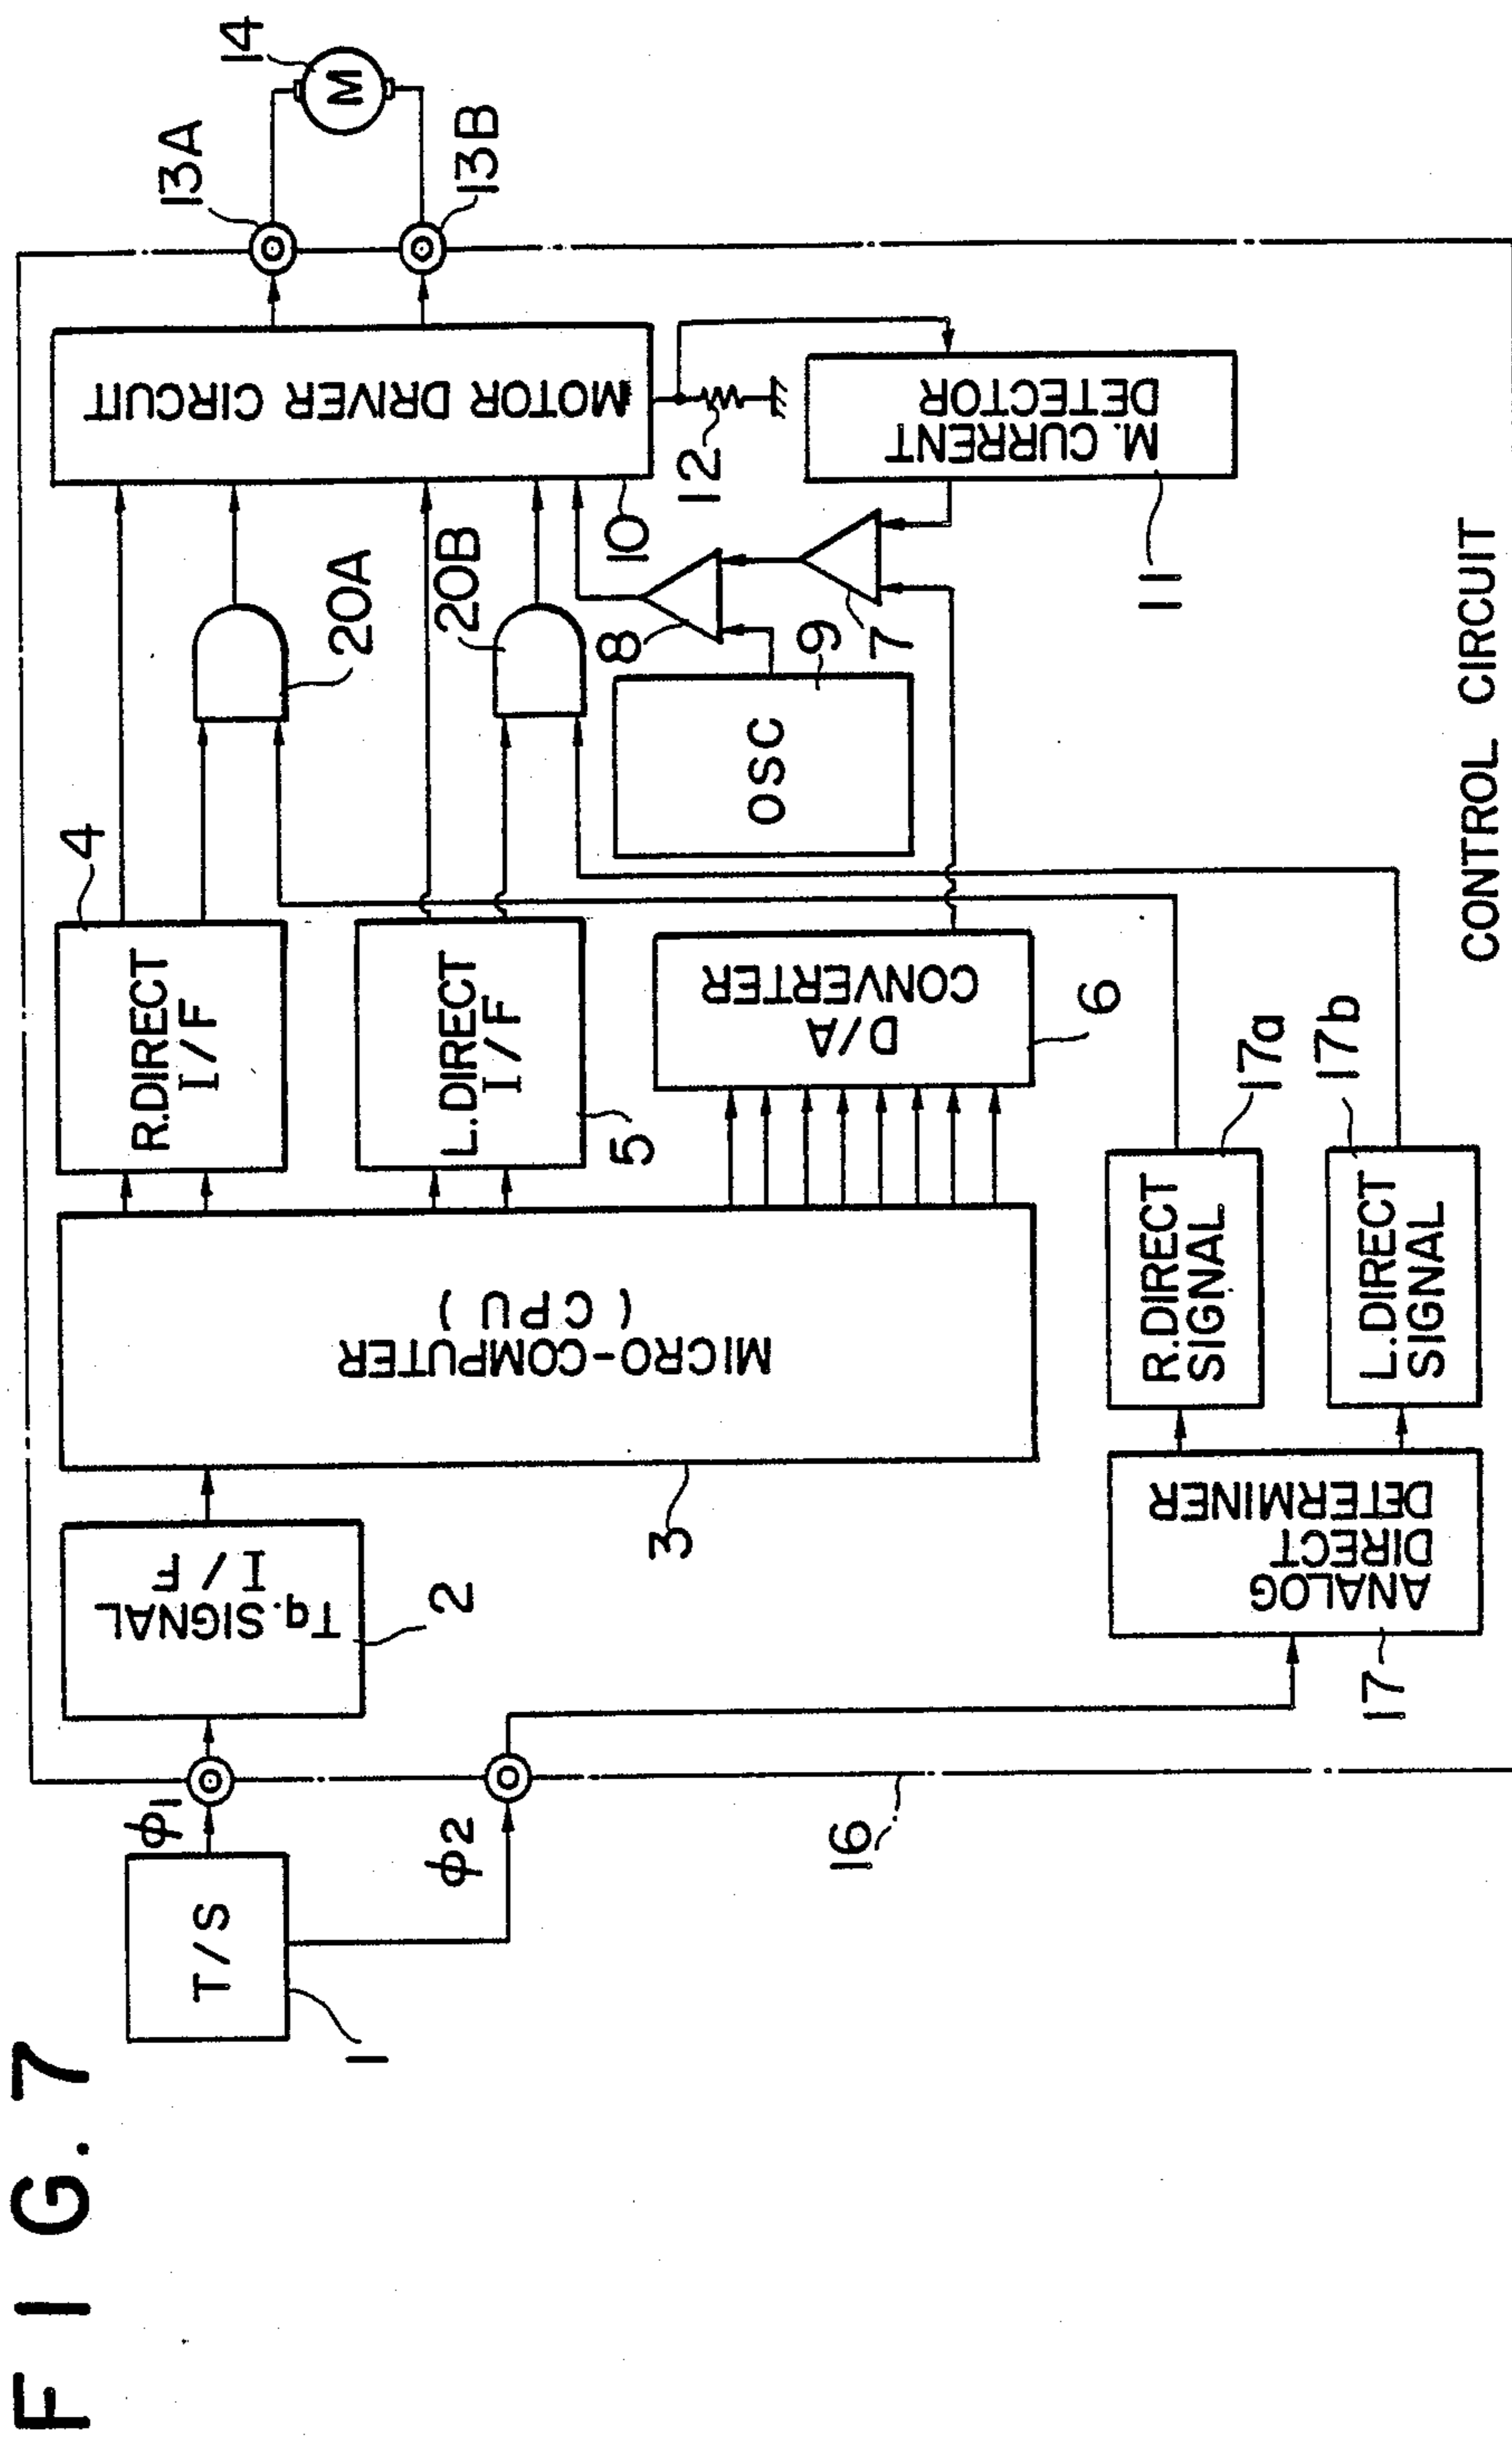 FIG. 7
T/S
1
φ1
φ2
Tq. SIGNAL
I/F
2
MICRO-COMPUTER
(CPU)
3
R.DIRECT
I/F
4
L.DIRECT
I/F
5
D/A
CONVERTER
6
20A
20B
MOTOR DRIVER CIRCUIT
10
12
8
7
OSC
9
M. CURRENT
DETECTOR
11
13A
13B
M
14
16
ANALOG
DIRECT
DETERMINER
17
R.DIRECT
SIGNAL
17a
L.DIRECT
SIGNAL
17b
CONTROL CIRCUIT